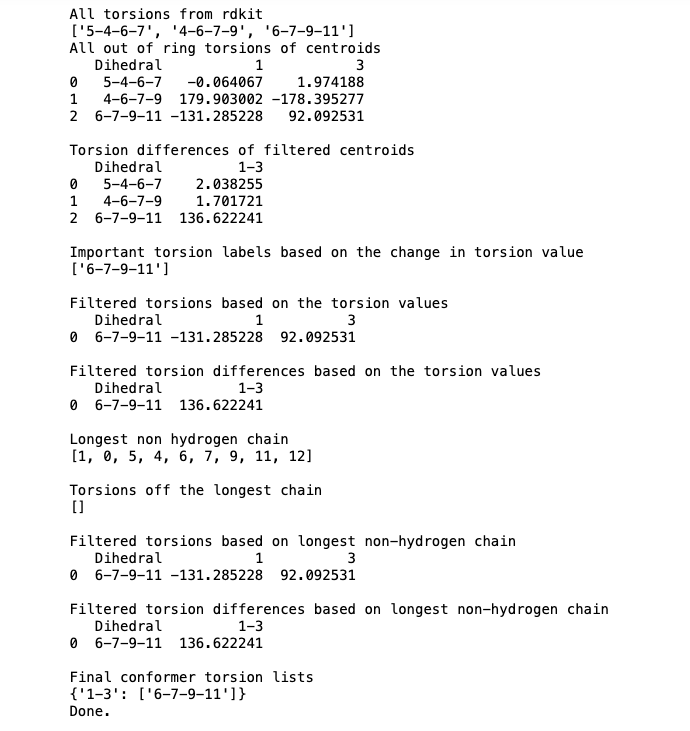 All torsions from rdkit
['5-4-6-7', '4-6-7-9', '6-7-9-11']
All out of ring torsions of centroids
Dihedral 1 3
0 5-4-6-7 -0.064067 1.974188
1 4-6-7-9 179.903002 -178.395277
2 6-7-9-11 -131.285228 92.092531
Torsion differences of filtered centroids
Dihedral 1-3
0 5-4-6-7 2.038255
1 4-6-7-9 1.701721
2 6-7-9-11 136.622241
Important torsion labels based on the change in torsion value
['6-7-9-11']
Filtered torsions based on the torsion values
Dihedral 1 3
0 6-7-9-11 -131.285228 92.092531
Filtered torsion differences based on the torsion values
Dihedral 1-3
0 6-7-9-11 136.622241
Longest non hydrogen chain
[1, 0, 5, 4, 6, 7, 9, 11, 12]
Torsions off the longest chain
[]
Filtered torsions based on longest non-hydrogen chain
Dihedral 1 3
0 6-7-9-11 -131.285228 92.092531
Filtered torsion differences based on longest non-hydrogen chain
Dihedral 1-3
0 6-7-9-11 136.622241
Final conformer torsion lists
{'1-3': ['6-7-9-11']}
Done.